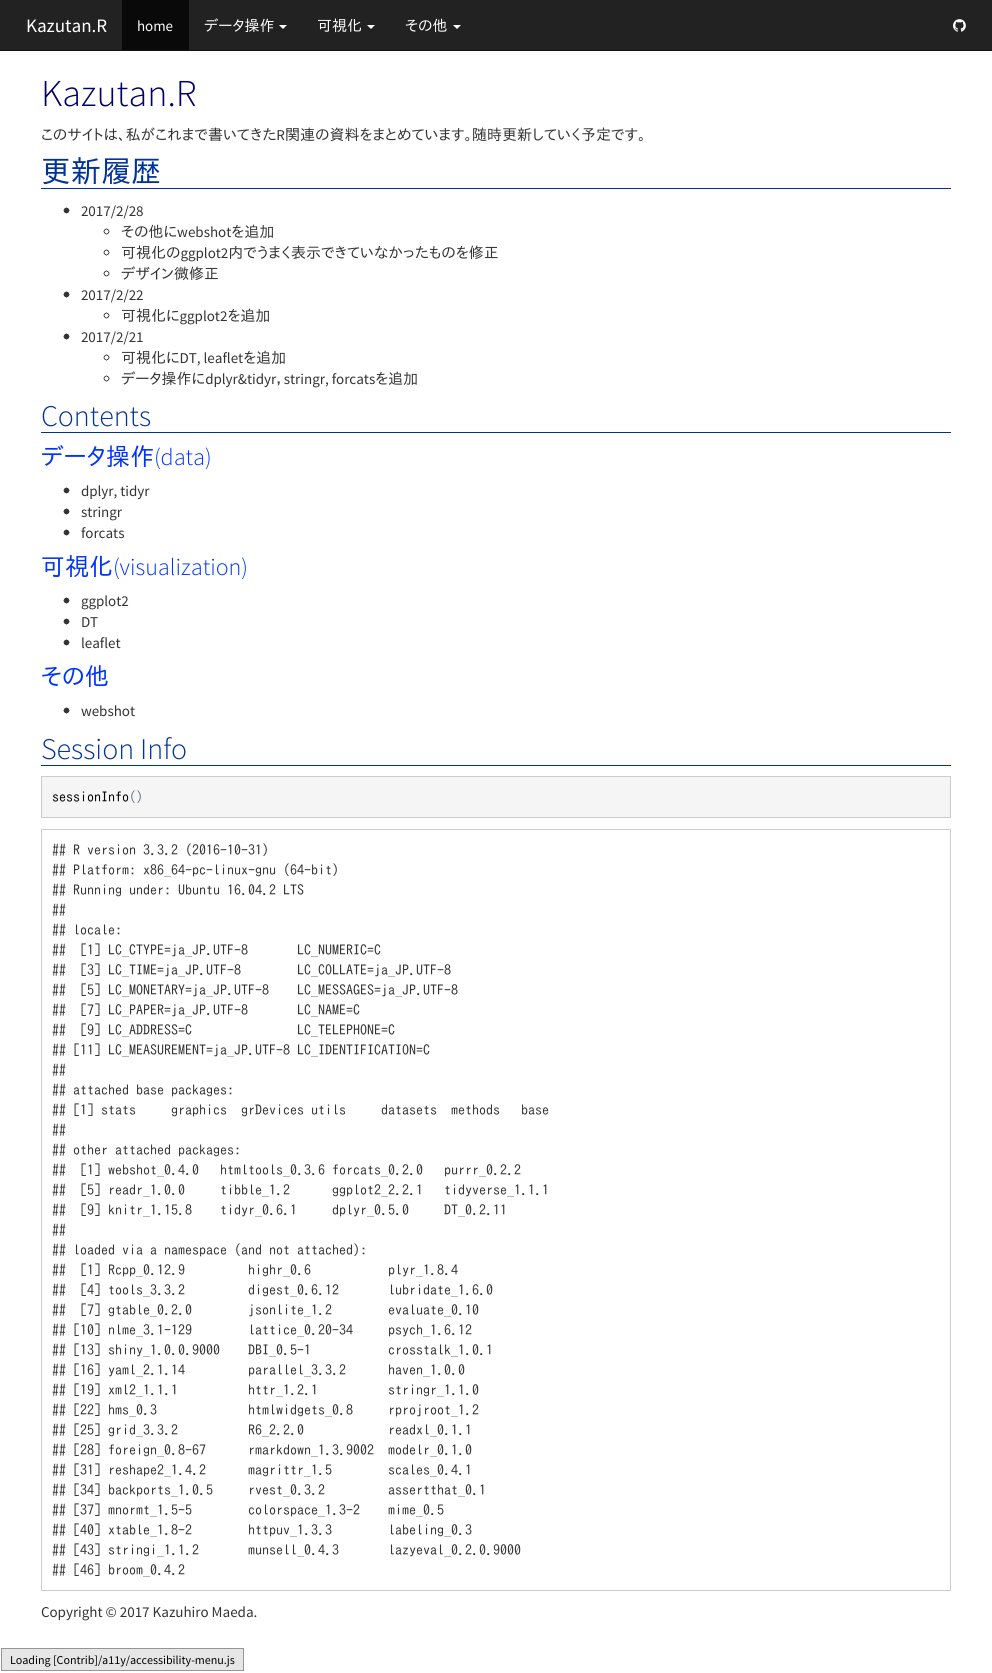 Kazutan.R home データ操作 可視化 その他
Kazutan.R
このサイトは、私がこれまで書いてきたR関連の資料をまとめています。随時更新していく予定です。
更新履歴
2017/2/28
その他にwebshotを追加
可視化のggplot2内でうまく表示できていなかったものを修正
デザイン微修正
2017/2/22
可視化にggplot2を追加
2017/2/21
可視化にDT, leafletを追加
データ操作にdplyr&tidyr, stringr, forcatsを追加
Contents
データ操作(data)
dplyr, tidyr
stringr
forcats
可視化(visualization)
ggplot2
DT
leaflet
その他
webshot
Session Info
sessionInfo()
## R version 3.3.2 (2016-10-31)
## Platform: x86_64-pc-linux-gnu (64-bit)
## Running under: Ubuntu 16.04.2 LTS
##
## locale:
##  [1] LC_CTYPE=ja_JP.UTF-8       LC_NUMERIC=C
##  [3] LC_TIME=ja_JP.UTF-8        LC_COLLATE=ja_JP.UTF-8
##  [5] LC_MONETARY=ja_JP.UTF-8    LC_MESSAGES=ja_JP.UTF-8
##  [7] LC_PAPER=ja_JP.UTF-8       LC_NAME=C
##  [9] LC_ADDRESS=C               LC_TELEPHONE=C
## [11] LC_MEASUREMENT=ja_JP.UTF-8 LC_IDENTIFICATION=C
##
## attached base packages:
## [1] stats     graphics  grDevices utils     datasets  methods   base
##
## other attached packages:
##  [1] webshot_0.4.0   htmltools_0.3.6 forcats_0.2.0   purrr_0.2.2
##  [5] readr_1.0.0     tibble_1.2      ggplot2_2.2.1   tidyverse_1.1.1
##  [9] knitr_1.15.8    tidyr_0.6.1     dplyr_0.5.0     DT_0.2.11
##
## loaded via a namespace (and not attached):
##  [1] Rcpp_0.12.9         highr_0.6           plyr_1.8.4
##  [4] tools_3.3.2         digest_0.6.12       lubridate_1.6.0
##  [7] gtable_0.2.0        jsonlite_1.2        evaluate_0.10
## [10] nlme_3.1-129        lattice_0.20-34     psych_1.6.12
## [13] shiny_1.0.0.9000    DBI_0.5-1           crosstalk_1.0.1
## [16] yaml_2.1.14         parallel_3.3.2      haven_1.0.0
## [19] xml2_1.1.1          httr_1.2.1          stringr_1.1.0
## [22] hms_0.3             htmlwidgets_0.8     rprojroot_1.2
## [25] grid_3.3.2          R6_2.2.0            readxl_0.1.1
## [28] foreign_0.8-67      rmarkdown_1.3.9002  modelr_0.1.0
## [31] reshape2_1.4.2      magrittr_1.5        scales_0.4.1
## [34] backports_1.0.5     rvest_0.3.2         assertthat_0.1
## [37] mnormt_1.5-5        colorspace_1.3-2    mime_0.5
## [40] xtable_1.8-2        httpuv_1.3.3        labeling_0.3
## [43] stringi_1.1.2       munsell_0.4.3       lazyeval_0.2.0.9000
## [46] broom_0.4.2
Copyright © 2017 Kazuhiro Maeda.
Loading [Contrib]/a11y/accessibility-menu.js